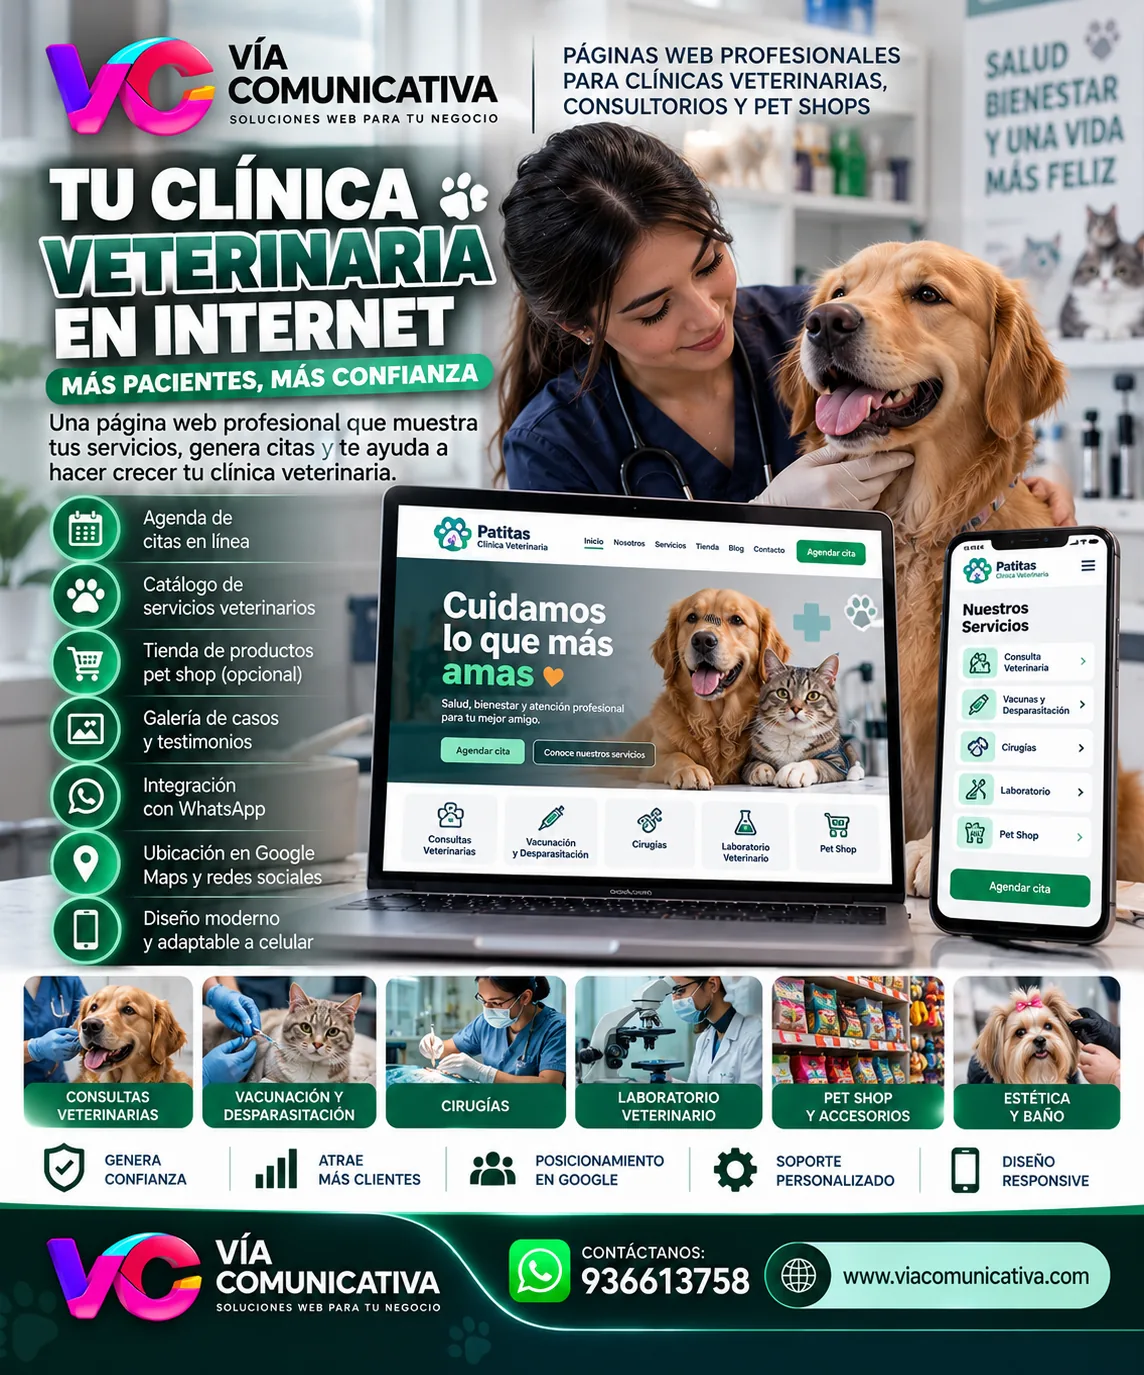 VÍA
COMUNICATIVA
SOLUCIONES WEB PARA TU NEGOCIO
PÁGINAS WEB PROFESIONALES
PARA CLÍNICAS VETERINARIAS,
CONSULTORIOS Y PET SHOPS
SALUD
BIENESTAR
Y UNA VIDA
MÁS FELIZ
TU CLÍNICA
VETERINARIA
EN INTERNET
MÁS PACIENTES, MÁS CONFIANZA
Una página web profesional que muestra
tus servicios, genera citas y te ayuda a
hacer crecer tu clínica veterinaria.
Agenda de
citas en línea
Catálogo de
servicios veterinarios
Tienda de productos
pet shop (opcional)
Galería de casos
y testimonios
Integración
con WhatsApp
Ubicación en Google
Maps y redes sociales
Diseño moderno
y adaptable a celular
Patitas
Clínica Veterinaria
Inicio Nosotros Servicios Tienda Blog Contacto Agendar cita
Cuidamos
lo que más
amas
Salud, bienestar y atención profesional
para tu mejor amigo.
Agendar cita Conoce nuestros servicios
Consultas
Veterinarias
Vacunación
y Desparasitación
Cirugías
Laboratorio
Veterinario
Pet Shop
Patitas
Clínica Veterinaria
Nuestros
Servicios
Consulta
Veterinaria
Vacunas y
Desparasitación
Cirugías
Laboratorio
Pet Shop
Agendar cita
CONSULTAS
VETERINARIAS
VACUNACIÓN Y
DESPARASITACIÓN
CIRUGÍAS
LABORATORIO
VETERINARIO
PET SHOP
Y ACCESORIOS
ESTÉTICA
Y BAÑO
GENERA
CONFIANZA
ATRAE
MÁS CLIENTES
POSICIONAMIENTO
EN GOOGLE
SOPORTE
PERSONALIZADO
DISEÑO
RESPONSIVE
VÍA
COMUNICATIVA
SOLUCIONES WEB PARA TU NEGOCIO
CONTÁCTANOS:
936613758
www.viacomunicativa.com